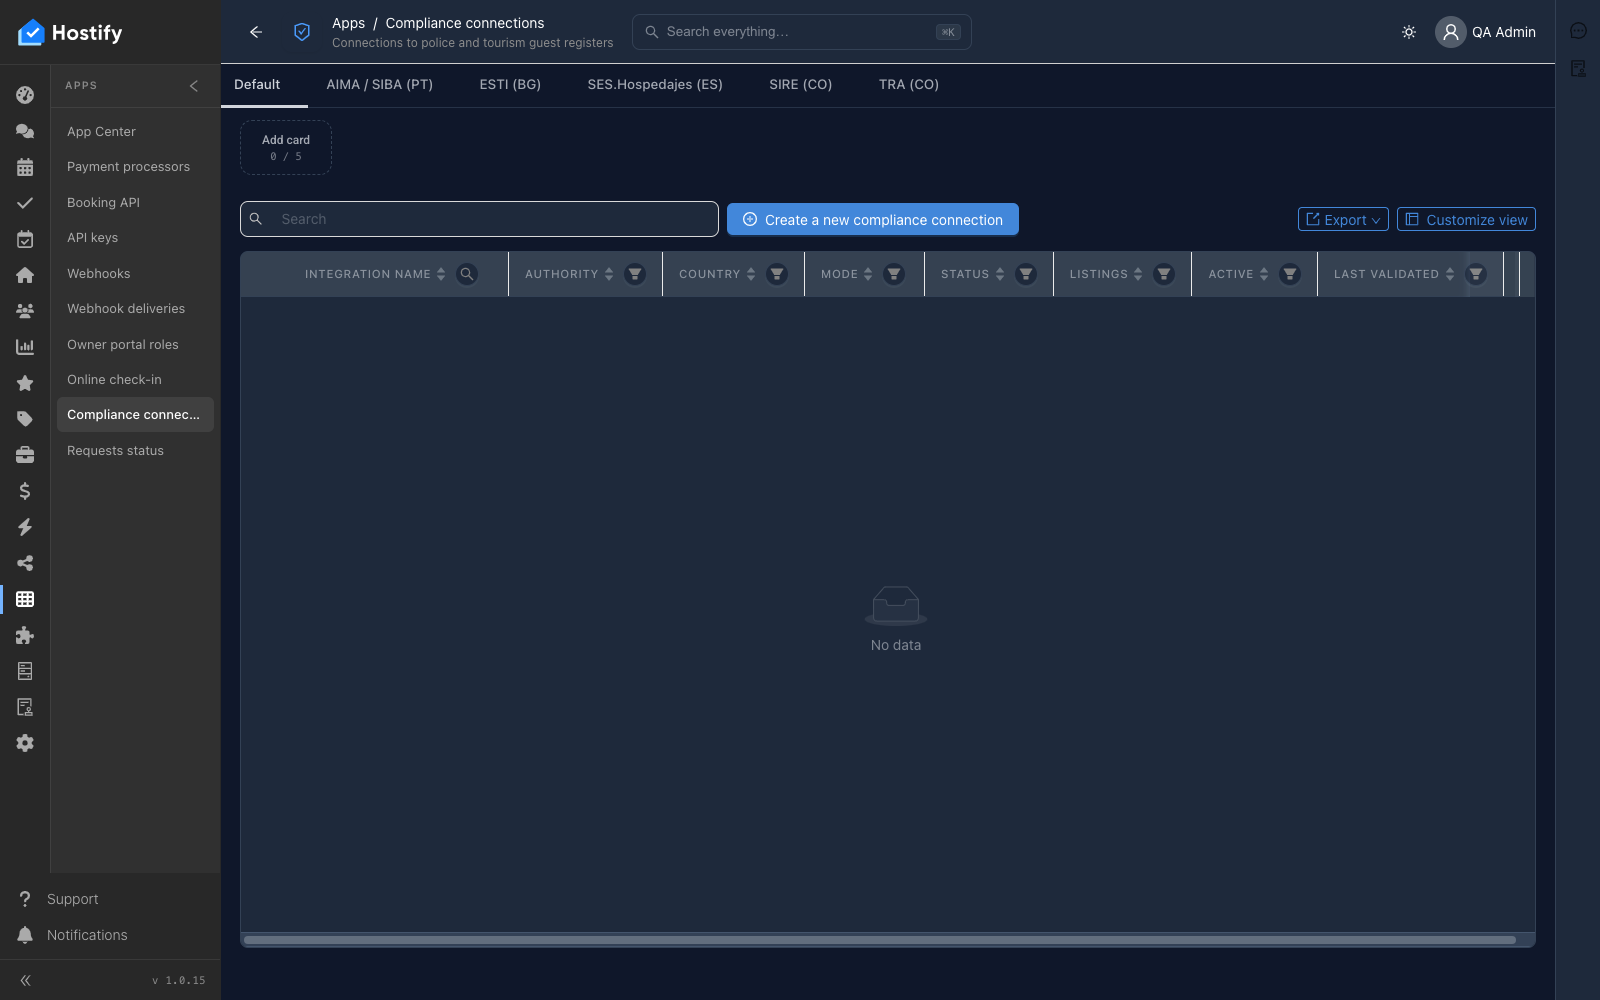 Hostify
Apps / Compliance connections
Connections to police and tourism guest registers
Search everything...
⌘K
QA Admin
APPS
App Center
Payment processors
Booking API
API keys
Webhooks
Webhook deliveries
Owner portal roles
Online check-in
Compliance connec...
Requests status
Support
Notifications
v 1.0.15
Default
AIMA / SIBA (PT)
ESTI (BG)
SES.Hospedajes (ES)
SIRE (CO)
TRA (CO)
Add card
0 / 5
Search
Create a new compliance connection
Export
Customize view
INTEGRATION NAME
AUTHORITY
COUNTRY
MODE
STATUS
LISTINGS
ACTIVE
LAST VALIDATED
No data